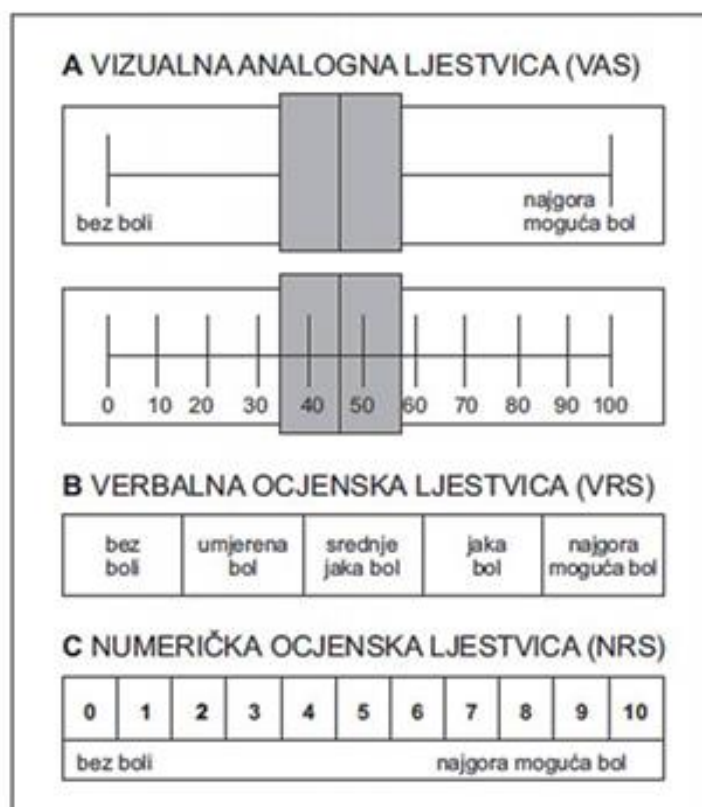 A VIZUALNA ANALOGNA LJESTVICA (VAS)
bez boli
najgora
moguća bol
0 10 20 30 40 50 60 70 80 90 100
B VERBALNA OCJENSKA LJESTVICA (VRS)
bez
boli
umjerena
bol
srednje
jaka bol
jaka
bol
najgora
moguća bol
C NUMERIČKA OCJENSKA LJESTVICA (NRS)
0 1 2 3 4 5 6 7 8 9 10
bez boli najgora moguća bol